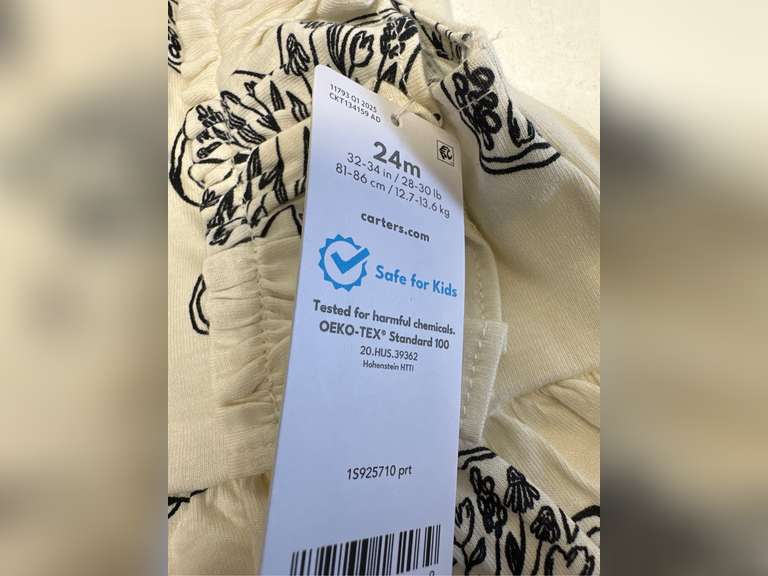 11793 Q1 2025
CKT134159 AD
24m
32-34 in / 28-30 lb
81-86 cm / 12.7-13.6 kg
carters.com
Safe for Kids
Tested for harmful chemicals.
OEKO-TEX® Standard 100
20.HUS.39362
Hohenstein HTTI
1S925710 prt